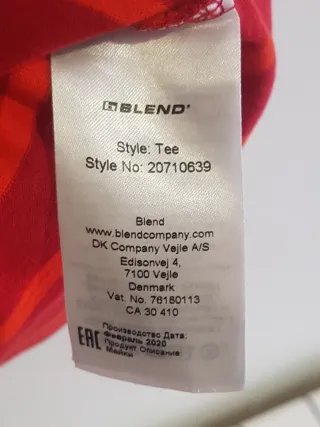 BLEND
Style: Tee
Style No: 20710639
Blend
www.blendcompany.com
DK Company Vejle A/S
Edisonvej 4,
7100 Vejle
Denmark
Vat. No. 76180113
CA 30 410
EAC
Производство Дата:
Февраль 2020
Продукт Описание:
Майки